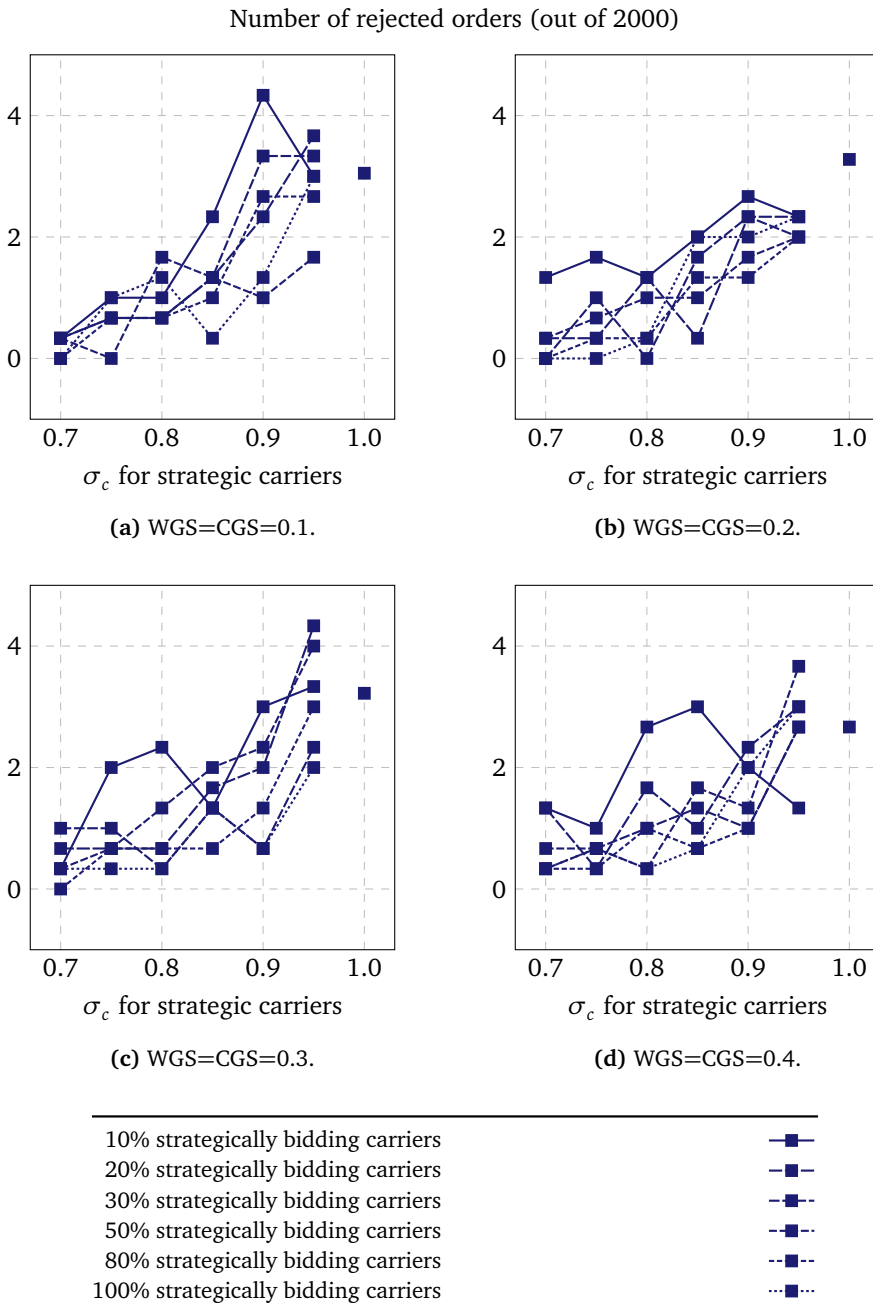 Number of rejected orders (out of 2000)
4
2
0
0.7 0.8 0.9 1.0
σc for strategic carriers
(a) WGS=CGS=0.1.
4
2
0
0.7 0.8 0.9 1.0
σc for strategic carriers
(b) WGS=CGS=0.2.
4
2
0
0.7 0.8 0.9 1.0
σc for strategic carriers
(c) WGS=CGS=0.3.
4
2
0
0.7 0.8 0.9 1.0
σc for strategic carriers
(d) WGS=CGS=0.4.
10% strategically bidding carriers
20% strategically bidding carriers
30% strategically bidding carriers
50% strategically bidding carriers
80% strategically bidding carriers
100% strategically bidding carriers